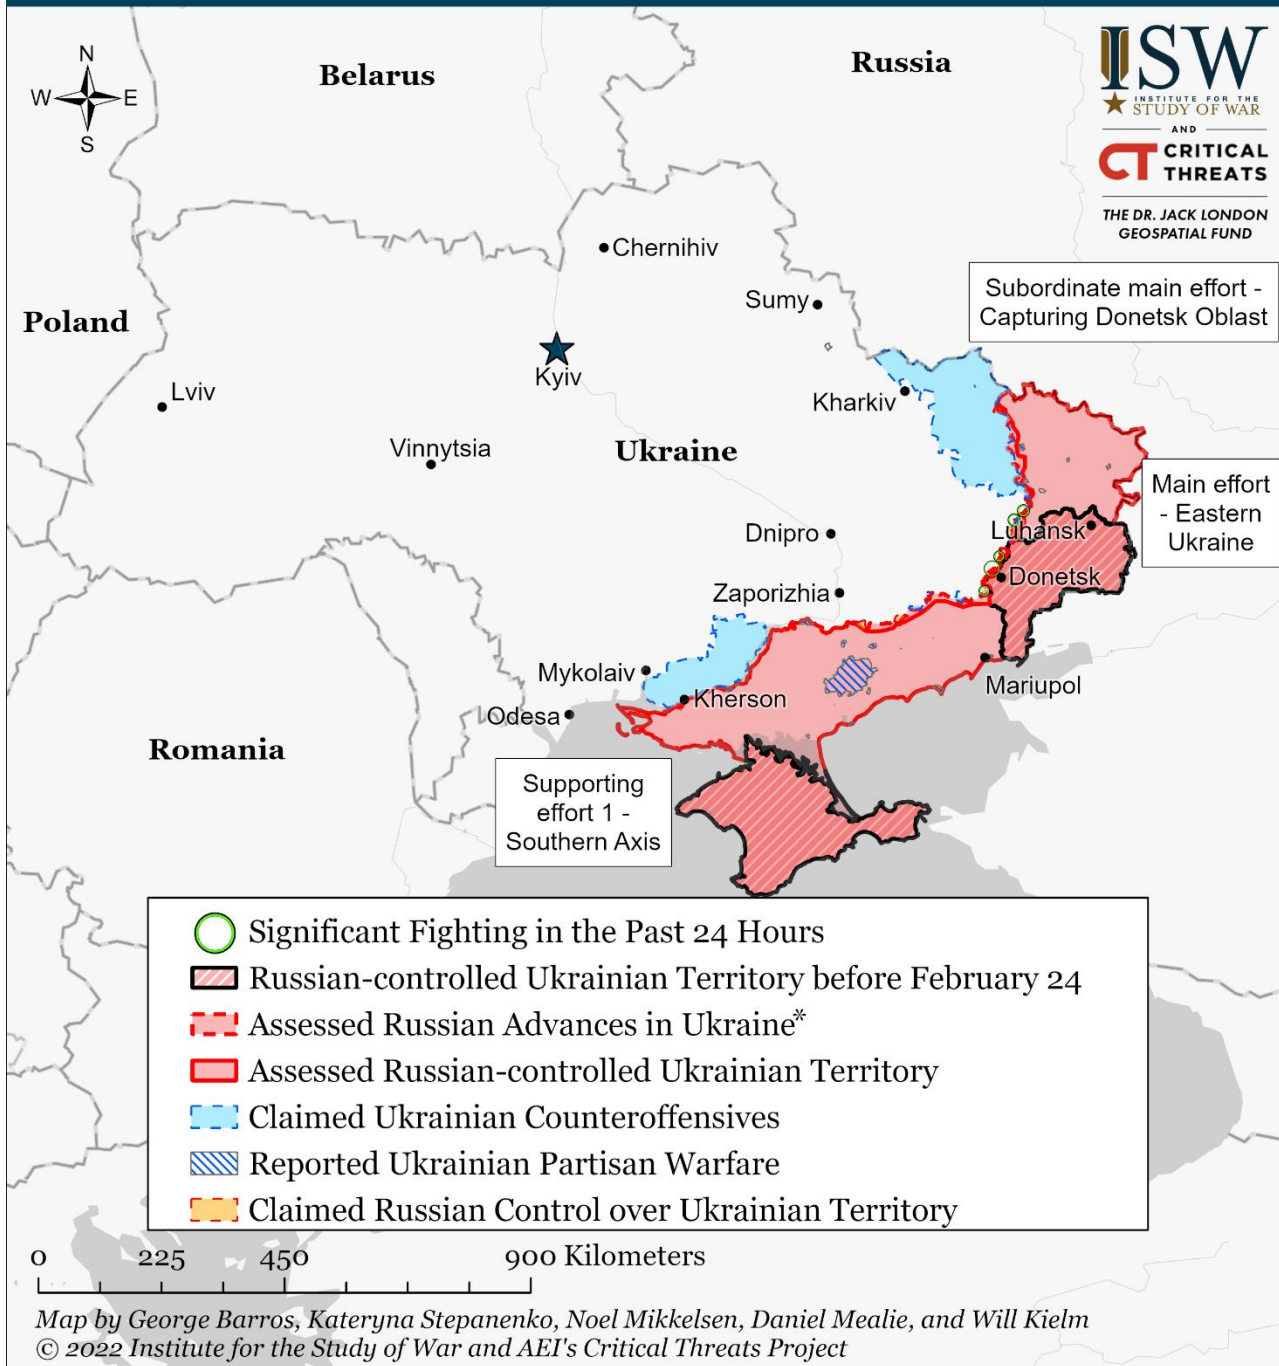 N
W
E
S
Belarus
Russia
ISW
INSTITUTE FOR THE
STUDY OF WAR
AND
CT CRITICAL
THREATS
THE DR. JACK LONDON
GEOSPATIAL FUND
Chernihiv
Sumy
Subordinate main effort -
Capturing Donetsk Oblast
Poland
Kyiv
Lviv
Kharkiv
Vinnytsia
Ukraine
Main effort
- Eastern
Ukraine
Luhansk
Dnipro
Donetsk
Zaporizhia
Mykolaiv
Mariupol
Kherson
Odesa
Romania
Supporting
effort 1 -
Southern Axis
Significant Fighting in the Past 24 Hours
Russian-controlled Ukrainian Territory before February 24
Assessed Russian Advances in Ukraine*
Assessed Russian-controlled Ukrainian Territory
Claimed Ukrainian Counteroffensives
Reported Ukrainian Partisan Warfare
Claimed Russian Control over Ukrainian Territory
0 225 450 900 Kilometers
Map by George Barros, Kateryna Stepanenko, Noel Mikkelsen, Daniel Mealie, and Will Kielm
© 2022 Institute for the Study of War and AEI's Critical Threats Project